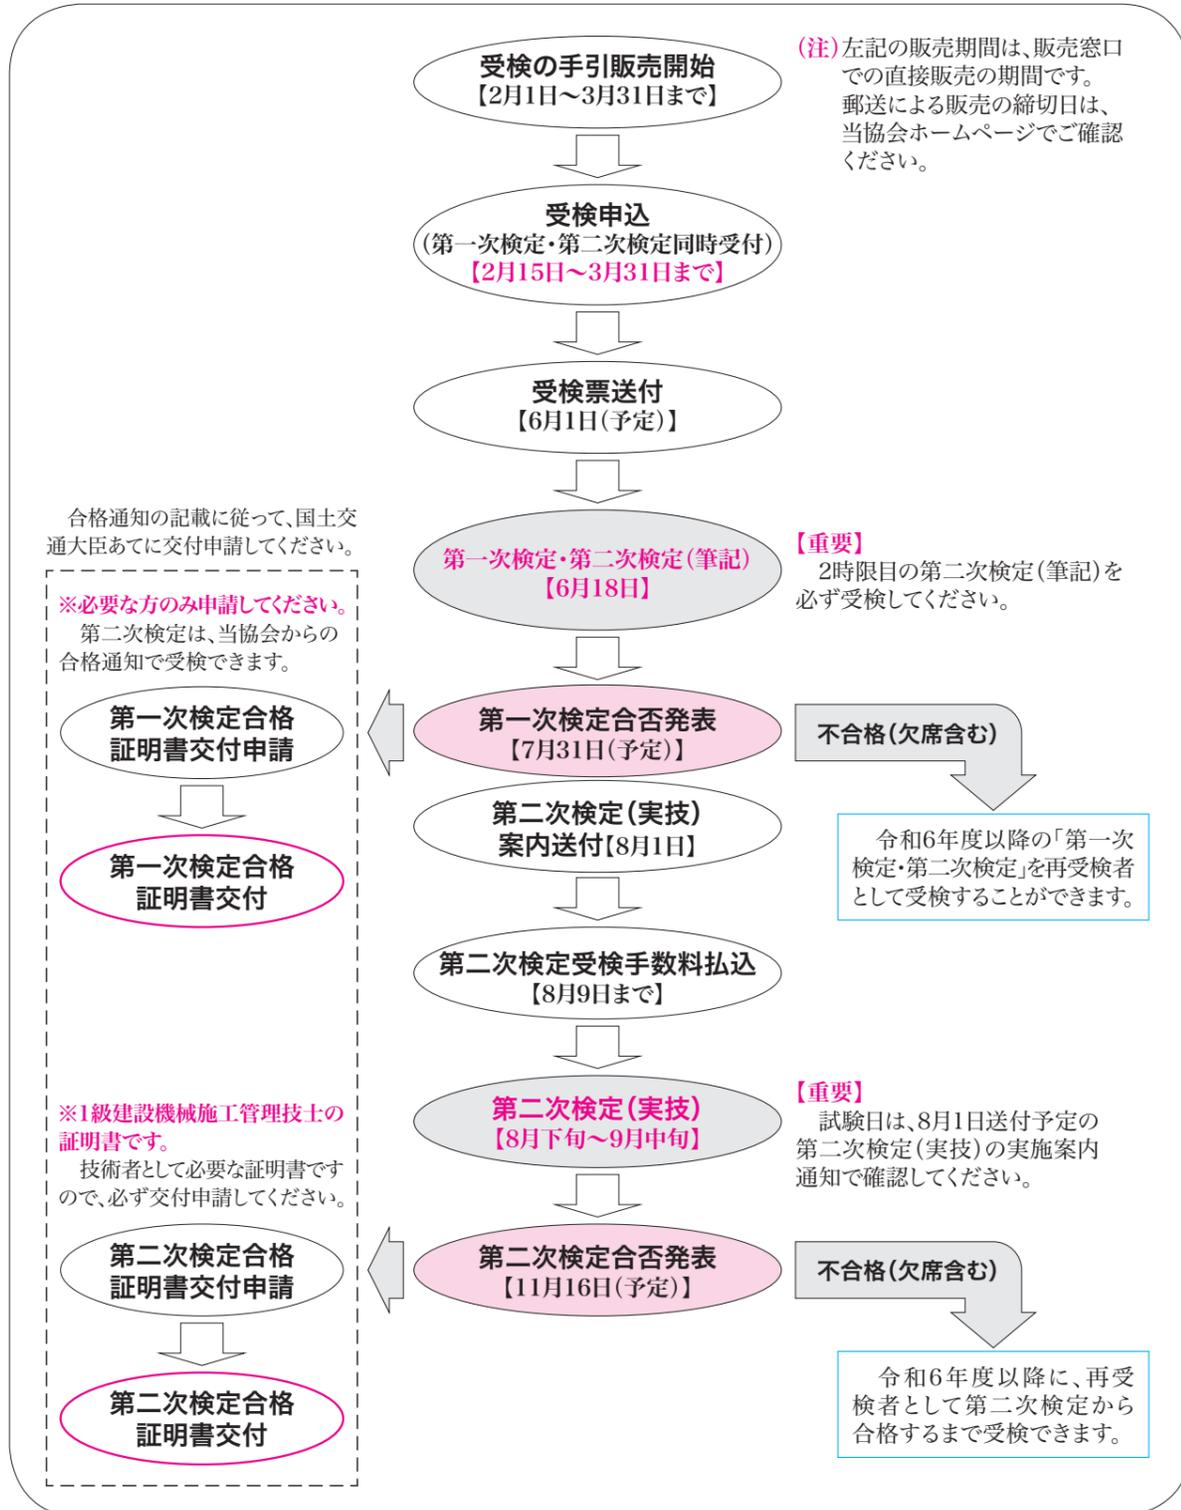 受検の手引販売開始
【2月1日～3月31日まで】
(注)左記の販売期間は、販売窓口
での直接販売の期間です。
郵送による販売の締切日は、
当協会ホームページでご確認
ください。
受検申込
(第一次検定・第二次検定同時受付)
【2月15日～3月31日まで】
受検票送付
【6月1日(予定)】
合格通知の記載に従って、国土交
通大臣あてに交付申請してください。
第一次検定・第二次検定(筆記)
【6月18日】
【重要】
2時限目の第二次検定(筆記)を
必ず受検してください。
※必要な方のみ申請してください。
第二次検定は、当協会からの
合格通知で受検できます。
第一次検定合格
証明書交付申請
第一次検定合否発表
【7月31日(予定)】
不合格(欠席含む)
第一次検定合格
証明書交付
第二次検定(実技)
案内送付【8月1日】
令和6年度以降の「第一次
検定・第二次検定」を再受検者
として受検することができます。
第二次検定受検手数料払込
【8月9日まで】
第二次検定(実技)
【8月下旬～9月中旬】
【重要】
試験日は、8月1日送付予定の
第二次検定(実技)の実施案内
通知で確認してください。
※1級建設機械施工管理技士の
証明書です。
技術者として必要な証明書です
ので、必ず交付申請してください。
第二次検定合格
証明書交付申請
第二次検定合否発表
【11月16日(予定)】
不合格(欠席含む)
第二次検定合格
証明書交付
令和6年度以降に、再受
検者として第二次検定から
合格するまで受検できます。